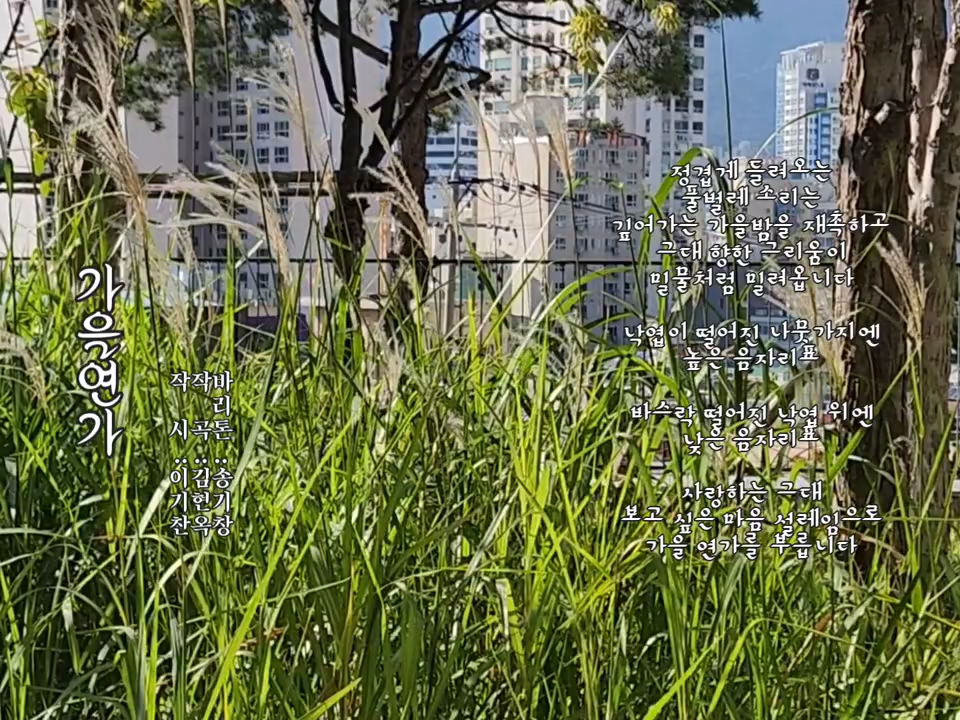 가을연가
작시 : 이기찬
작곡 : 김현옥
바리톤 : 송기창
정겹게 들려오는
풀벌레 소리는
깊어가는 가을밤을 재촉하고
그대 향한 그리움이
밀물처럼 밀려옵니다
낙엽이 떨어진 나뭇가지엔
높은 음자리표
바스락 떨어진 낙엽 위엔
낮은 음자리표
사랑하는 그대
보고 싶은 마음 설레임으로
가을 연가를 부릅니다